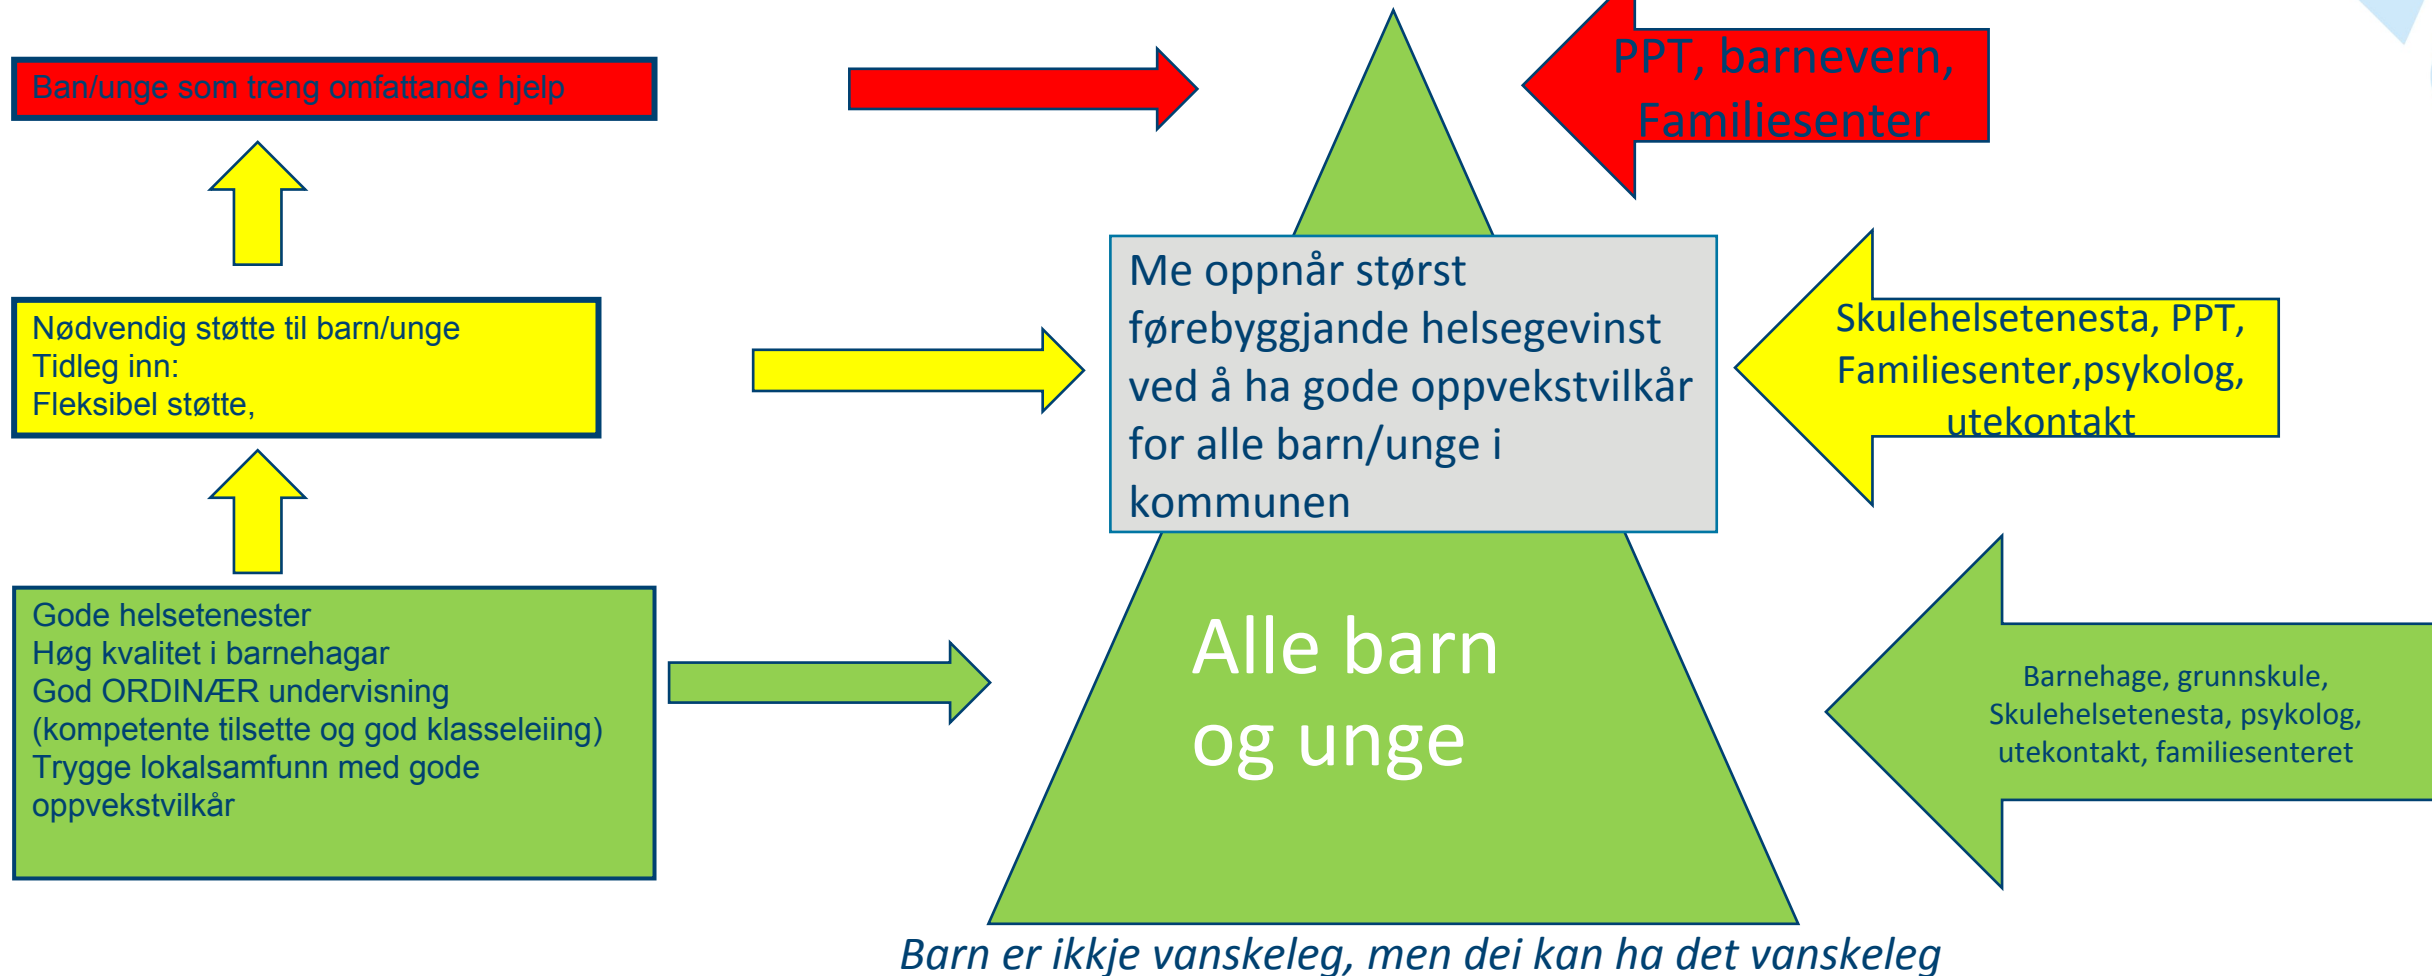 Ban/unge som treng omfattande hjelp
PPT, barnevern,
Familiesenter
Nødvendig støtte til barn/unge
Tidleg inn:
Fleksibel støtte,
Me oppnår størst
førebyggjande helsegevinst
ved å ha gode oppvekstvilkår
for alle barn/unge i
kommunen
Skulehelsetenesta, PPT,
Familiesenter,psykolog,
utekontakt
Gode helsetenester
Høg kvalitet i barnehagar
God ORDINÆR undervisning
(kompetente tilsette og god klasseleiing)
Trygge lokalsamfunn med gode
oppvekstvilkår
Alle barn
og unge
Barnehage, grunnskule,
Skulehelsetenesta, psykolog,
utekontakt, familiesenteret
Barn er ikkje vanskeleg, men dei kan ha det vanskeleg